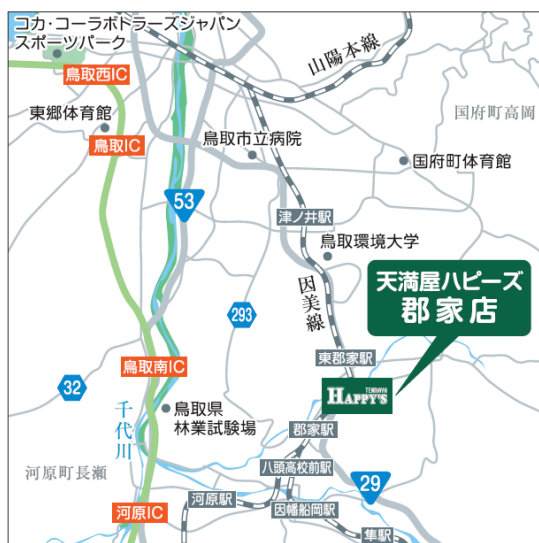 コカ・コーラボトラーズジャパン
スポーツパーク
山陽本線
鳥取西IC
東郷体育館
国府町高岡
鳥取IC
鳥取市立病院
国府町体育館
53
津ノ井駅
鳥取環境大学
因美線
天満屋ハピーズ
郡家店
293
東郡家駅
鳥取南IC
32
TENMAYA
HAPPY'S
千代川
鳥取県
林業試験場
郡家駅
八頭高校前駅
河原町長瀬
29
河原駅
河原IC
因幡船岡駅
隼駅